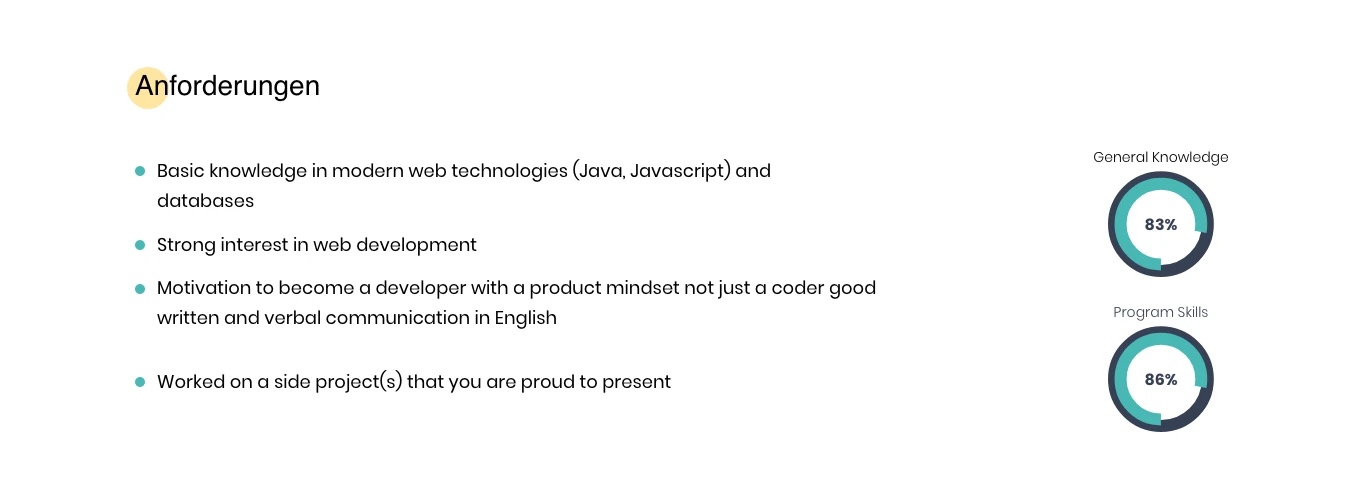 Anforderungen
Basic knowledge in modern web technologies (Java, Javascript) and
databases
Strong interest in web development
Motivation to become a developer with a product mindset not just a coder good
written and verbal communication in English
Worked on a side project(s) that you are proud to present
General Knowledge
83%
Program Skills
86%